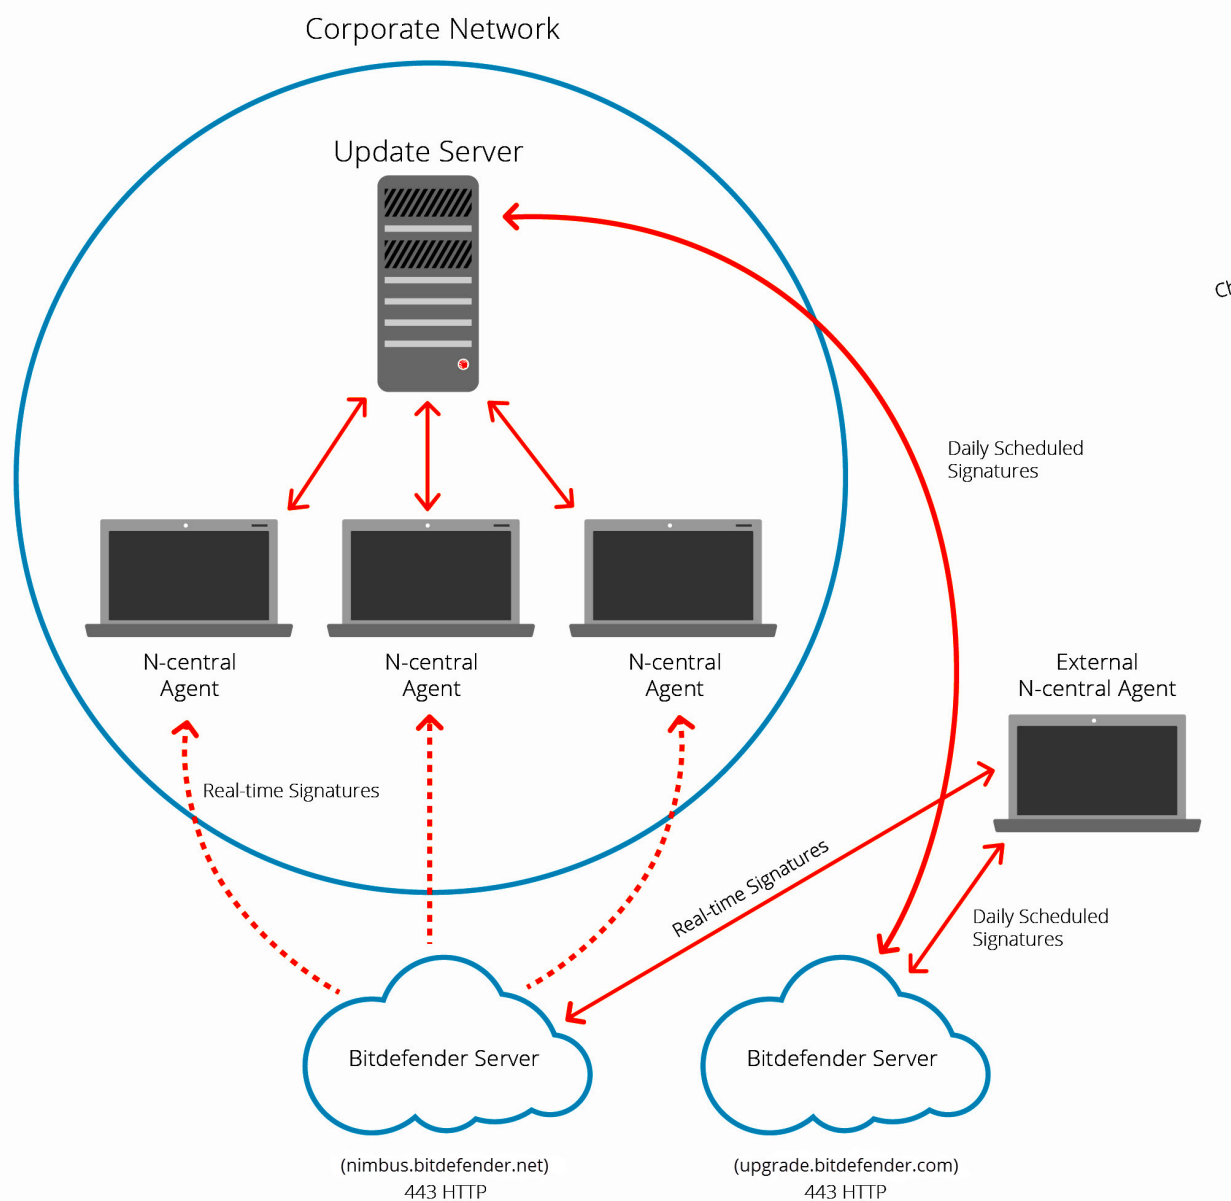 Corporate Network
Update Server
Daily Scheduled
Signatures
N-central
Agent
N-central
Agent
N-central
Agent
External
N-central Agent
Real-time Signatures
Real-time Signatures
Daily Scheduled
Signatures
Bitdefender Server
Bitdefender Server
(nimbus.bitdefender.net)
443 HTTP
(upgrade.bitdefender.com)
443 HTTP